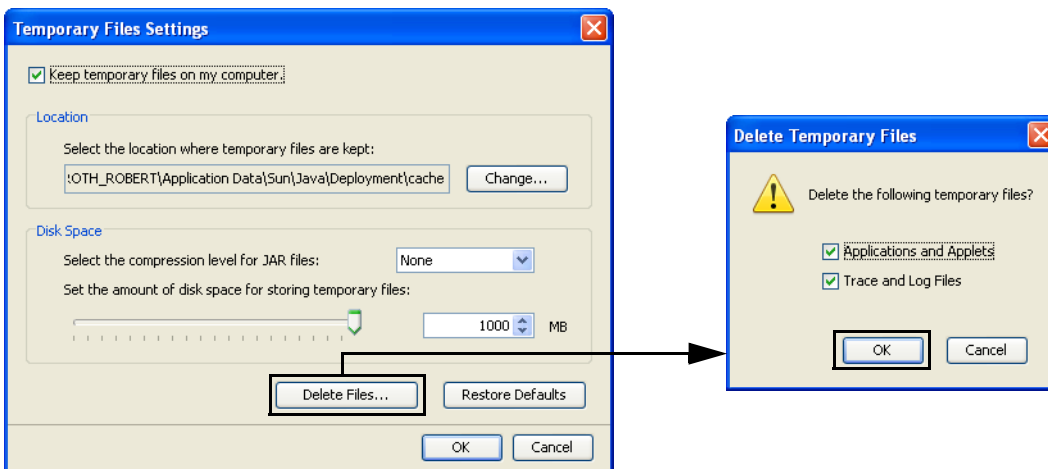 Temporary Files Settings
Keep temporary files on my computer.
Location
Select the location where temporary files are kept:
:OTH_ROBERT\Application Data\Sun\Java\Deployment\cache
Change...
Disk Space
Select the compression level for JAR files:
None
Set the amount of disk space for storing temporary files:
1000 MB
Delete Files...
Restore Defaults
OK
Cancel
Delete Temporary Files
Delete the following temporary files?
Applications and Applets
Trace and Log Files
OK
Cancel